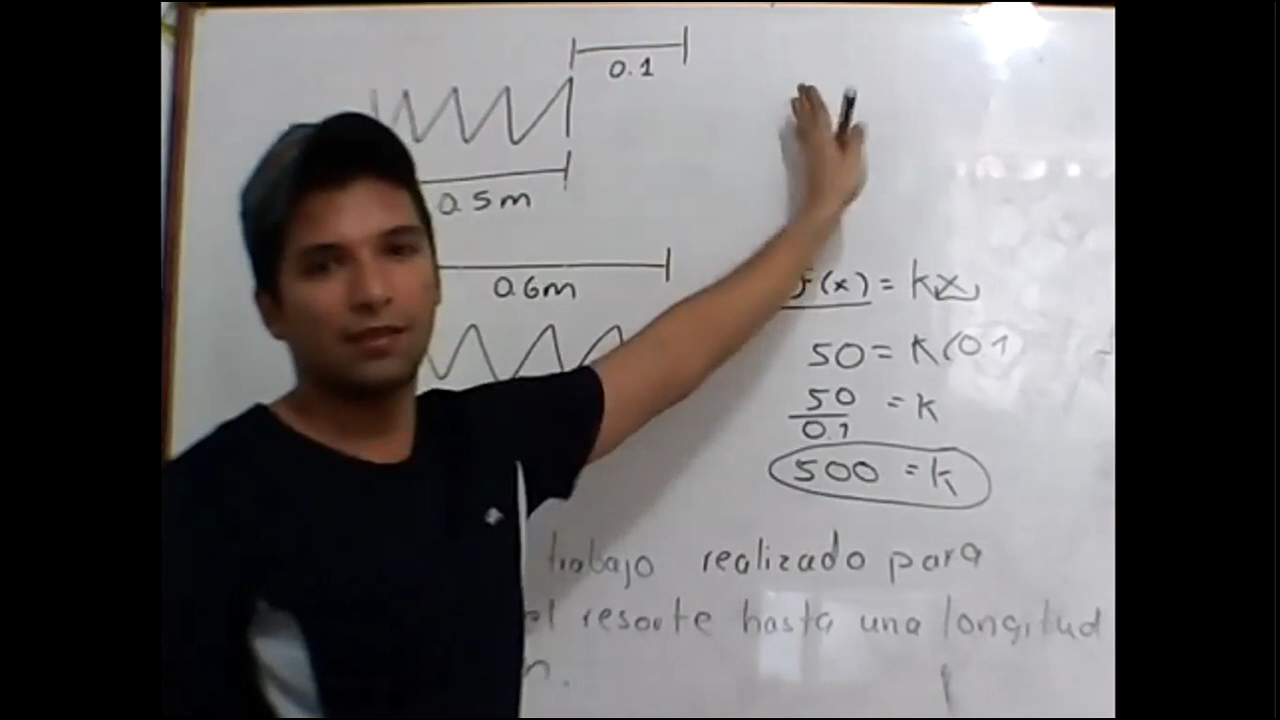 0.1
0.5m
0.6m
f(x) = kx
50 = k(0.1
50/0.1 = k
500 = k
trabajo realizado para
el resorte hasta una longitud